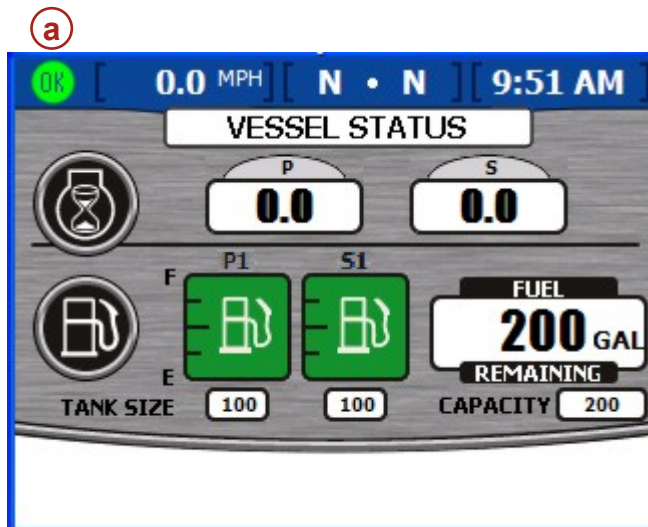 a
OK [ 0.0 MPH ] [ N • N ] [ 9:51 AM ]
VESSEL STATUS
P S
0.0 0.0
P1 S1
F
FUEL
200 GAL
E REMAINING
TANK SIZE 100 100 CAPACITY 200